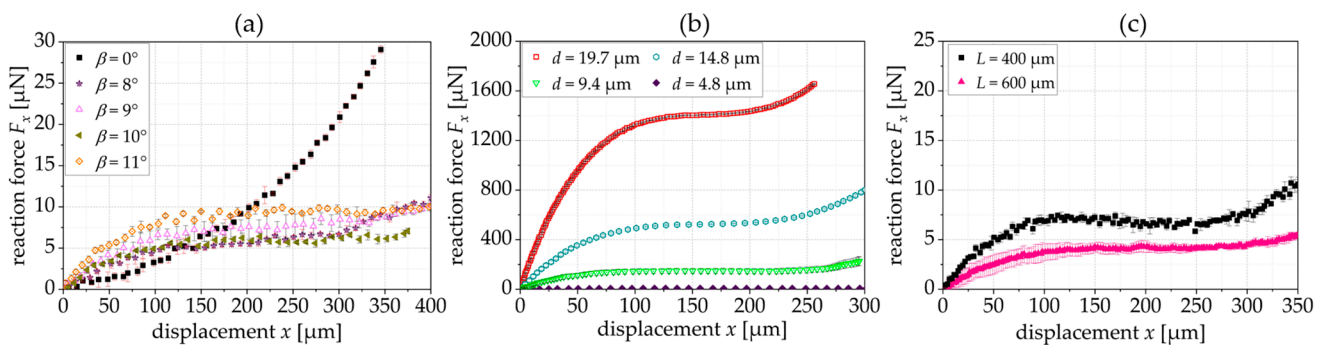 (a)
reaction force Fₓ [µN]
30
25
20
15
10
5
0
β = 0°
β = 8°
β = 9°
β = 10°
β = 11°
0 50 100 150 200 250 300 350 400
displacement x [µm]
(b)
reaction force Fₓ [µN]
2000
1600
1200
800
400
0
d = 19.7 µm d = 14.8 µm
d = 9.4 µm d = 4.8 µm
0 50 100 150 200 250 300
displacement x [µm]
(c)
reaction force Fₓ [µN]
25
20
15
10
5
0
L = 400 µm
L = 600 µm
0 50 100 150 200 250 300 350
displacement x [µm]